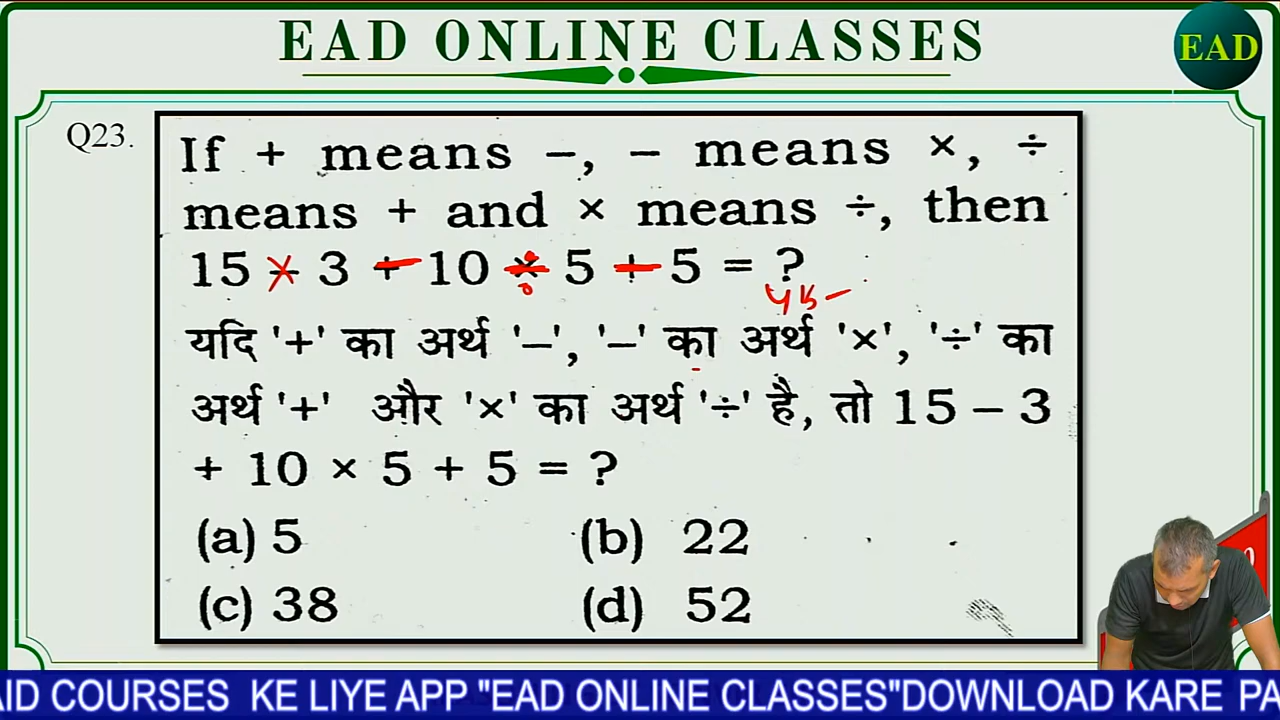 EAD ONLINE CLASSES
EAD
Q23.
If + means –, – means ×, ÷
means + and × means ÷, then
15 × 3 – 10 ÷ 5 – 5 = ?
45 –
यदि '+' का अर्थ '–', '–' का अर्थ '×', '÷' का
अर्थ '+' और '×' का अर्थ '÷' है, तो 15 – 3
+ 10 × 5 + 5 = ?
(a) 5 (b) 22
(c) 38 (d) 52
AID COURSES KE LIYE APP "EAD ONLINE CLASSES"DOWNLOAD KARE PA